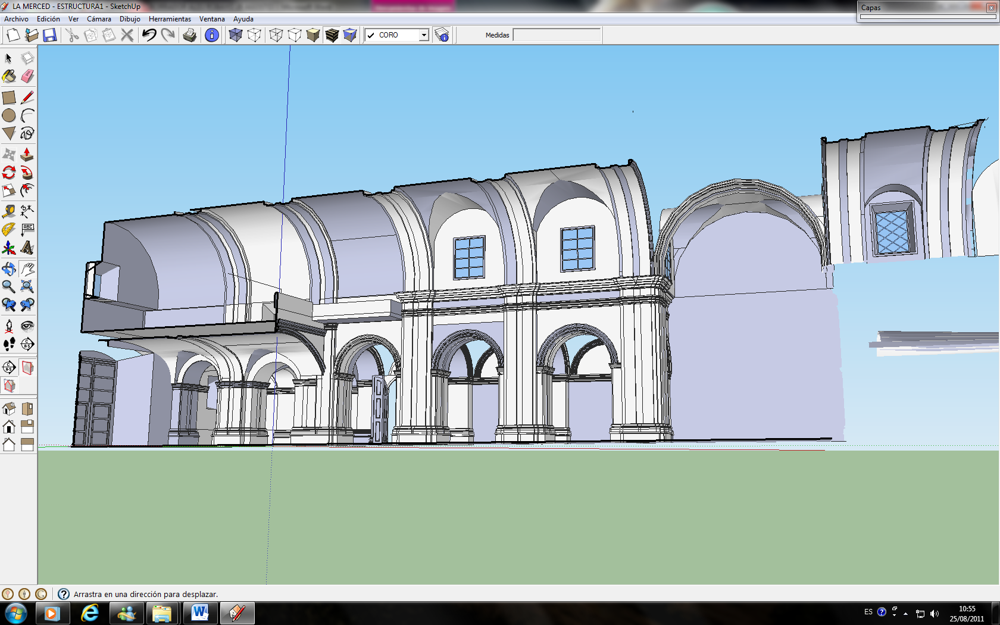 LA MERCED - ESTRUCTURA1 - SketchUp
Capas
Archivo Edición Ver Cámara Dibujo Herramientas Ventana Ayuda
CORO
Medidas
ABC
Arrastra en una dirección para desplazar.
ES
10:55
25/08/2011